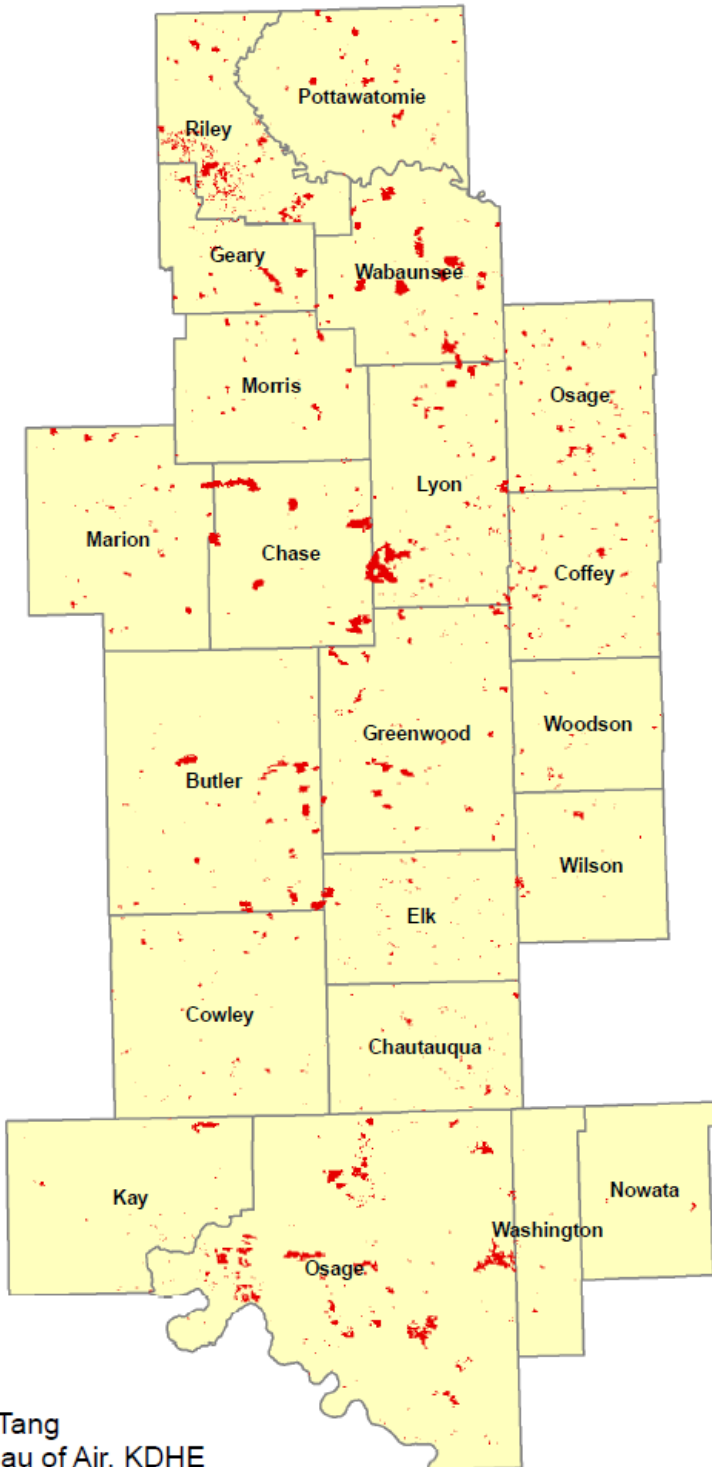 Pottawatomie
Riley
Geary
Wabaunsee
Morris
Osage
Lyon
Marion
Chase
Coffey
Greenwood
Woodson
Butler
Wilson
Elk
Cowley
Chautauqua
Kay
Nowata
Washington
Osage
Tang
au of Air, KDHE